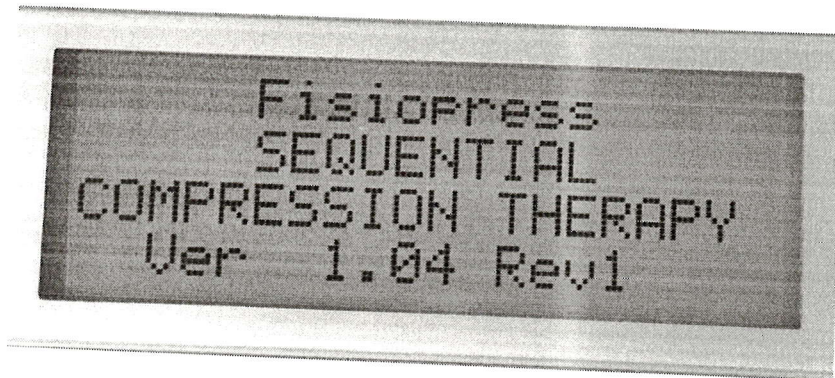 Fisiopress
SEQUENTIAL
COMPRESSION THERAPY
Ver 1.04 Rev1